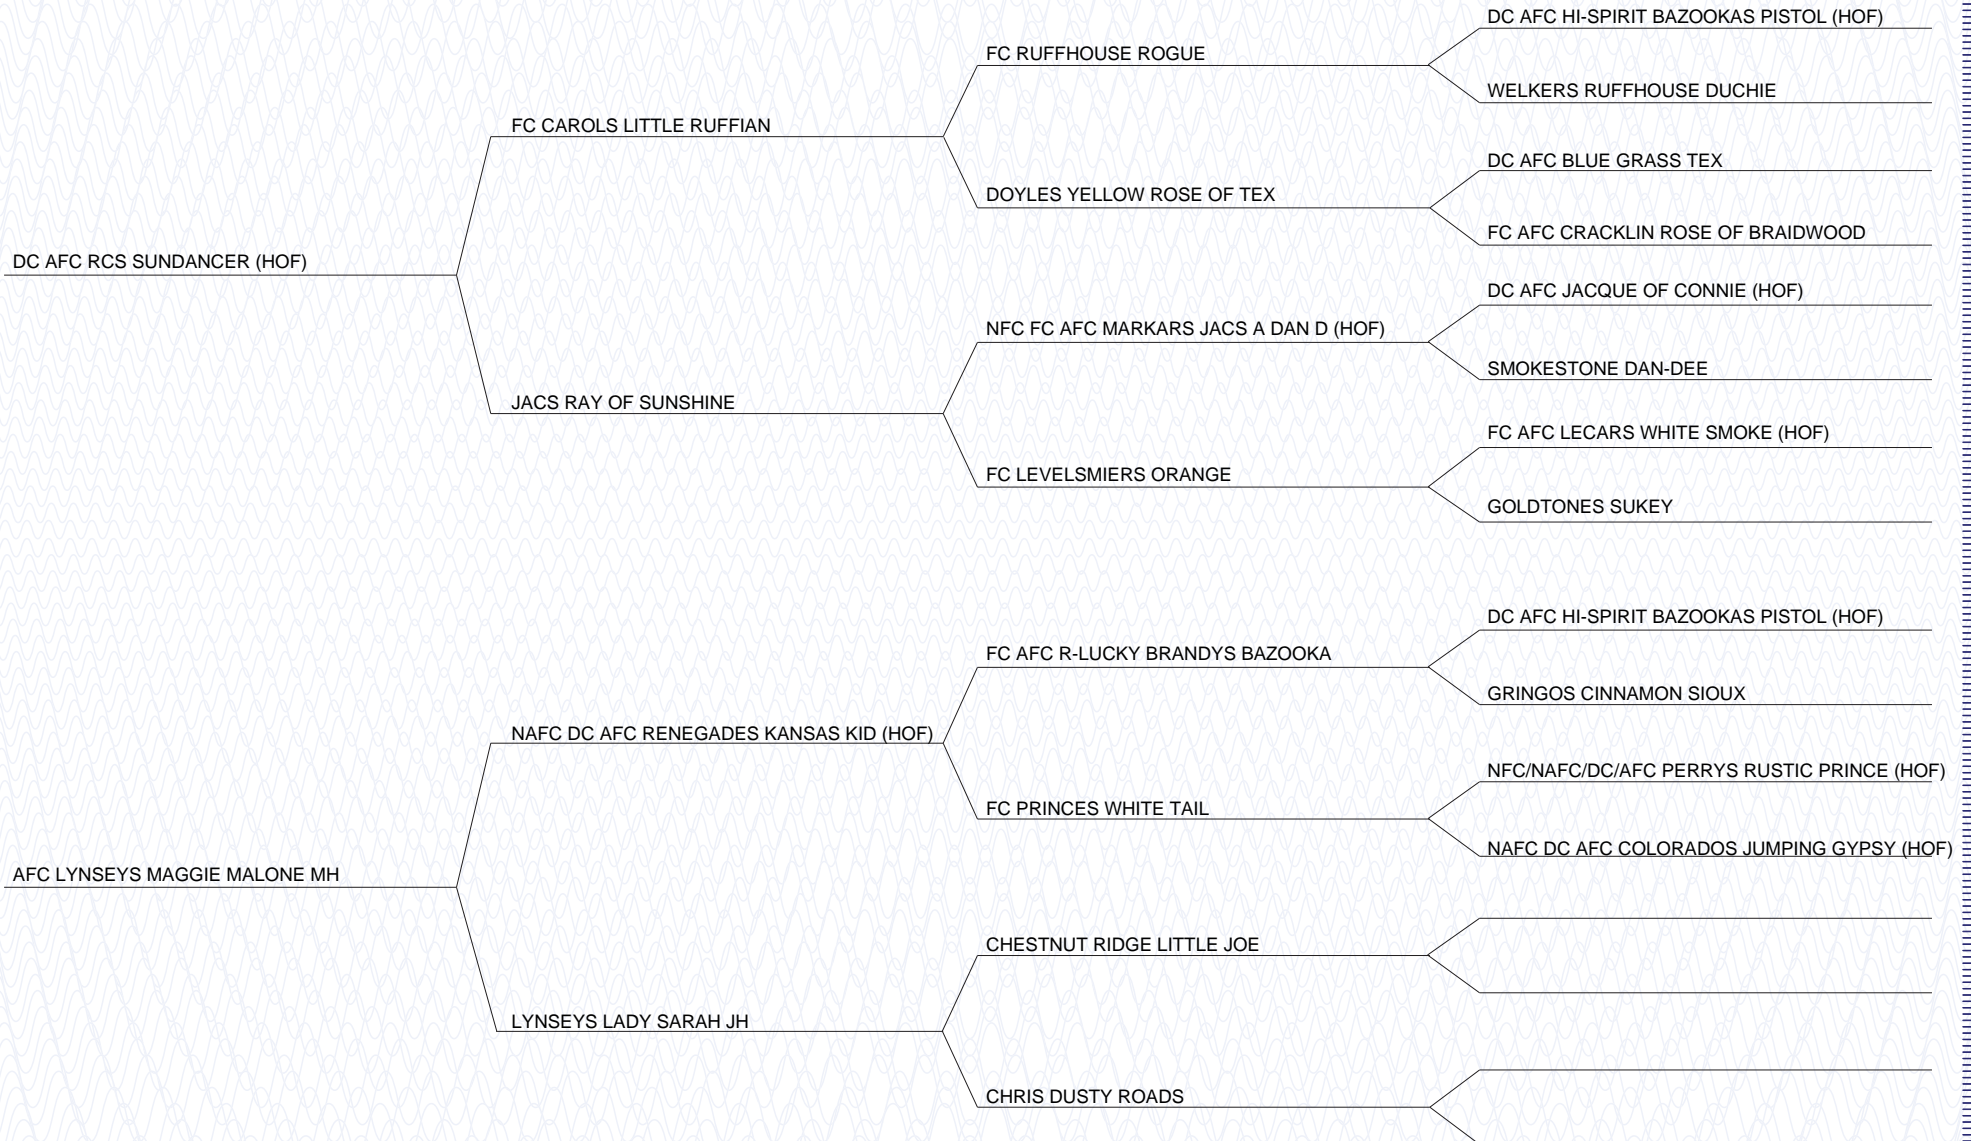 DC AFC HI-SPIRIT BAZOOKAS PISTOL (HOF)
FC RUFFHOUSE ROGUE
WELKERS RUFFHOUSE DUCHIE
FC CAROLS LITTLE RUFFIAN
DC AFC BLUE GRASS TEX
DOYLES YELLOW ROSE OF TEX
FC AFC CRACKLIN ROSE OF BRAIDWOOD
DC AFC RCS SUNDANCER (HOF)
DC AFC JACQUE OF CONNIE (HOF)
NFC FC AFC MARKARS JACS A DAN D (HOF)
SMOKESTONE DAN-DEE
JACS RAY OF SUNSHINE
FC AFC LECARS WHITE SMOKE (HOF)
FC LEVELSMIERS ORANGE
GOLDTONES SUKEY
DC AFC HI-SPIRIT BAZOOKAS PISTOL (HOF)
FC AFC R-LUCKY BRANDYS BAZOOKA
GRINGOS CINNAMON SIOUX
NAFC DC AFC RENEGADES KANSAS KID (HOF)
NFC/NAFC/DC/AFC PERRYS RUSTIC PRINCE (HOF)
FC PRINCES WHITE TAIL
NAFC DC AFC COLORADOS JUMPING GYPSY (HOF)
AFC LYNSEYS MAGGIE MALONE MH
CHESTNUT RIDGE LITTLE JOE
LYNSEYS LADY SARAH JH
CHRIS DUSTY ROADS